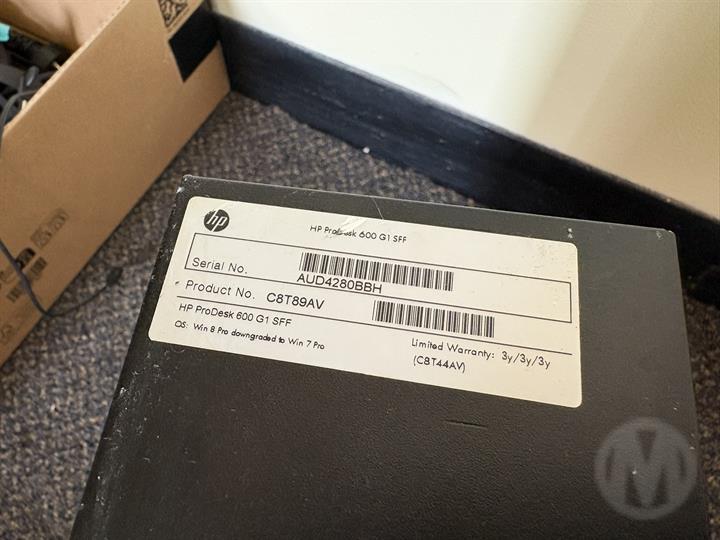 hp
HP ProDesk 600 G1 SFF
Serial No.
AUD4280BBH
Product No. C8T89AV
HP ProDesk 600 G1 SFF
OS: Win 8 Pro downgraded to Win 7 Pro
Limited Warranty: 3y/3y/3y
(C8T44AV)
M